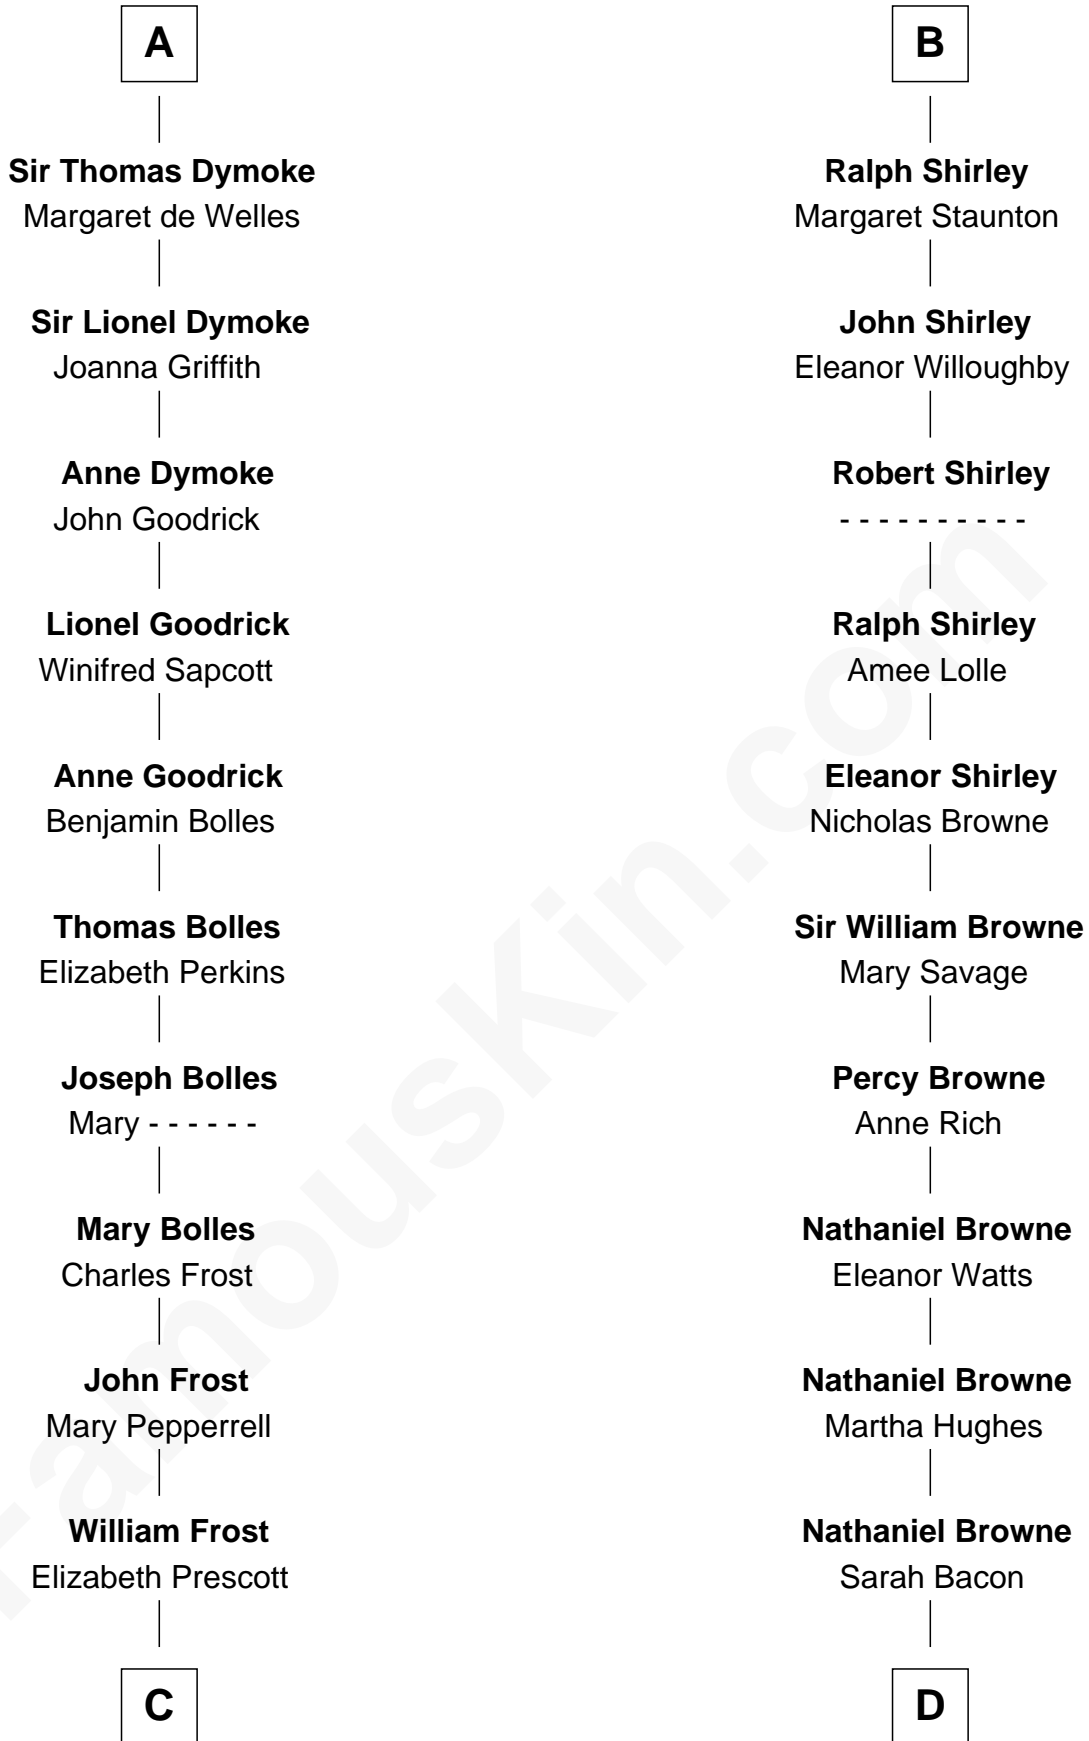 A
Sir Thomas Dymoke
Margaret de Welles
Sir Lionel Dymoke
Joanna Griffith
Anne Dymoke
John Goodrick
Lionel Goodrick
Winifred Sapcott
Anne Goodrick
Benjamin Bolles
Thomas Bolles
Elizabeth Perkins
Joseph Bolles
Mary - - - - - -
Mary Bolles
Charles Frost
John Frost
Mary Pepperrell
William Frost
Elizabeth Prescott
C
B
Ralph Shirley
Margaret Staunton
John Shirley
Eleanor Willoughby
Robert Shirley
- - - - - - - - - -
Ralph Shirley
Amee Lolle
Eleanor Shirley
Nicholas Browne
Sir William Browne
Mary Savage
Percy Browne
Anne Rich
Nathaniel Browne
Eleanor Watts
Nathaniel Browne
Martha Hughes
Nathaniel Browne
Sarah Bacon
D
FamousKin.com